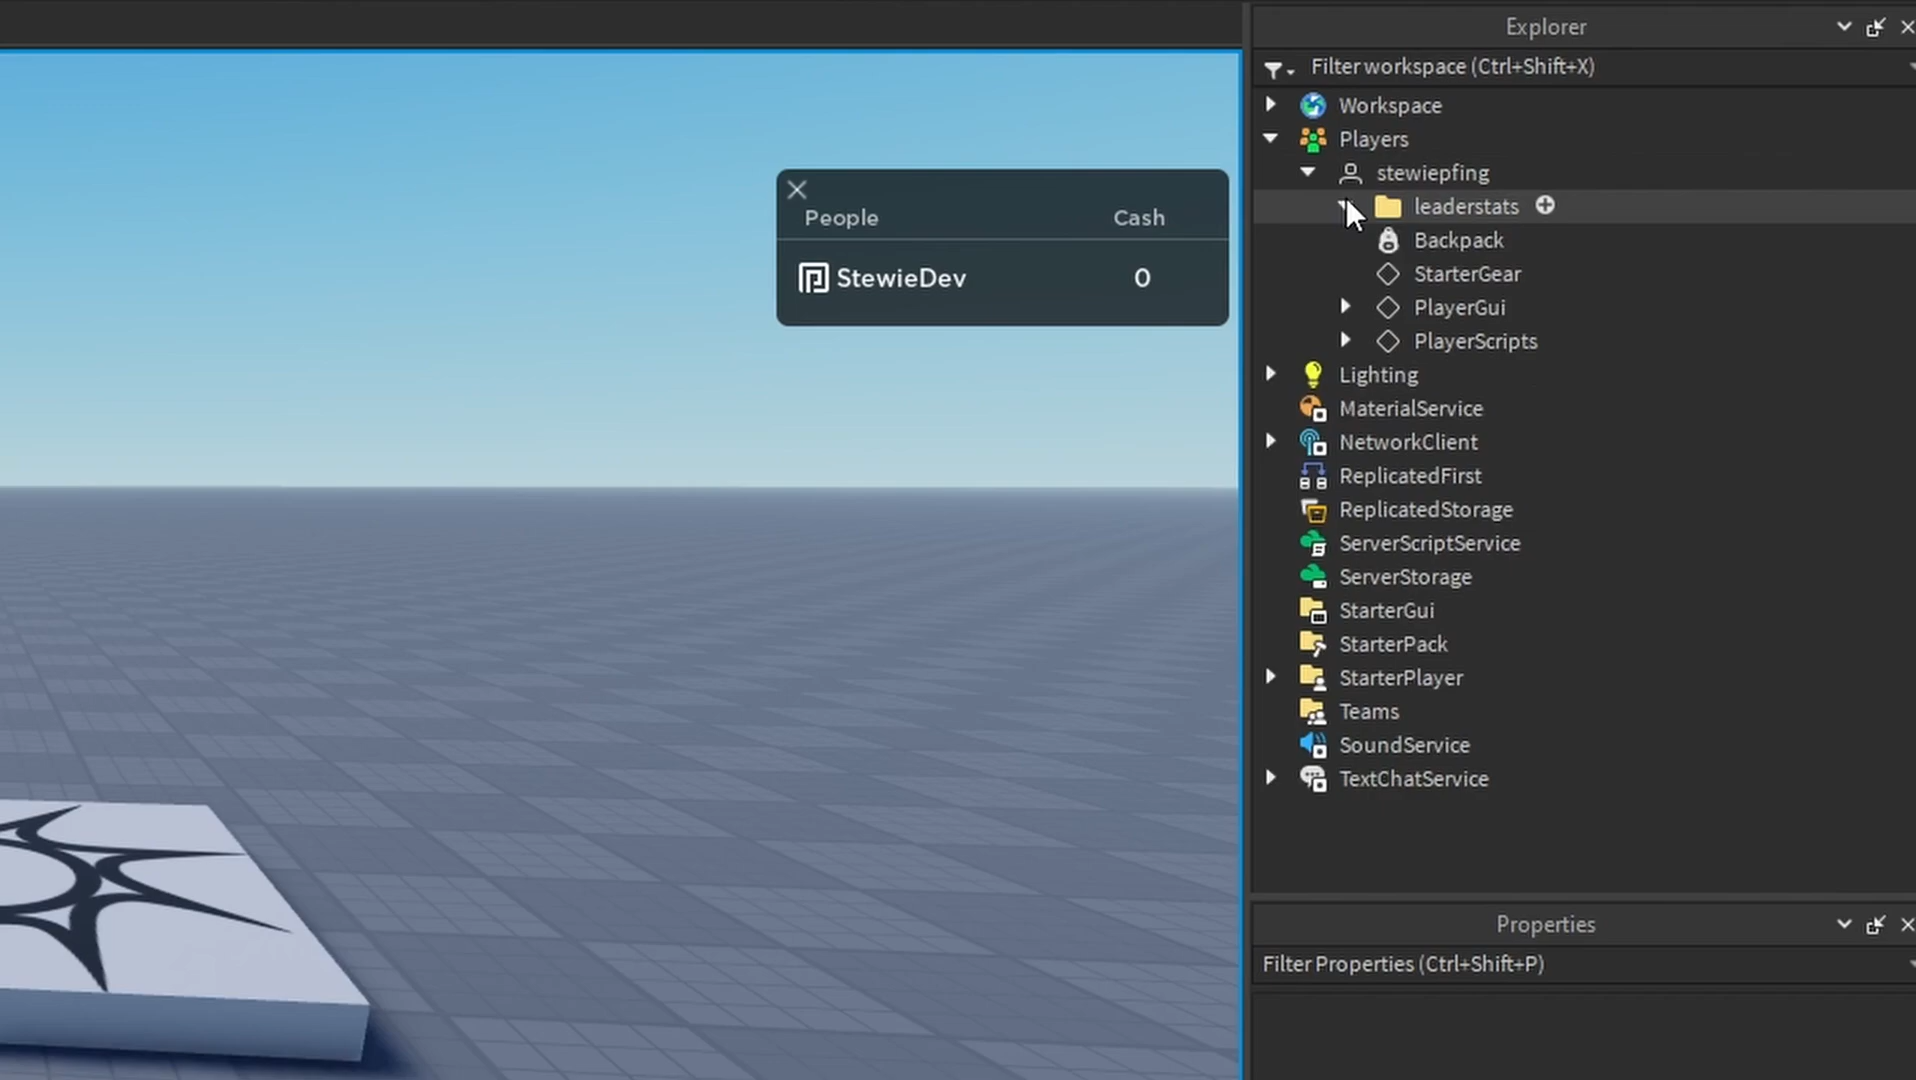 Explorer
Filter workspace (Ctrl+Shift+X)
Workspace
Players
stewiepfing
leaderstats
Backpack
StarterGear
PlayerGui
PlayerScripts
Lighting
MaterialService
NetworkClient
ReplicatedFirst
ReplicatedStorage
ServerScriptService
ServerStorage
StarterGui
StarterPack
StarterPlayer
Teams
SoundService
TextChatService
People Cash
StewieDev 0
Properties
Filter Properties (Ctrl+Shift+P)